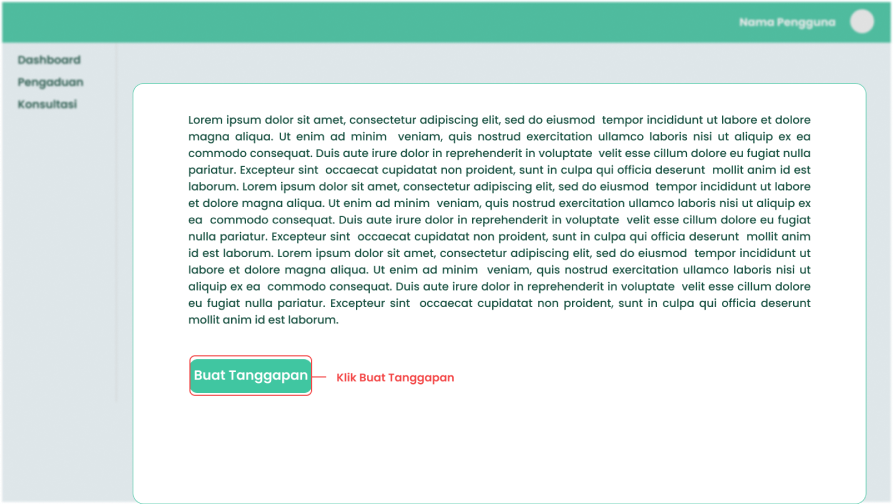 Nama Pengguna
Dashboard
Pengaduan
Konsultasi
Lorem ipsum dolor sit amet, consectetur adipiscing elit, sed do eiusmod tempor incididunt ut labore et dolore
magna aliqua. Ut enim ad minim veniam, quis nostrud exercitation ullamco laboris nisi ut aliquip ex ea
commodo consequat. Duis aute irure dolor in reprehenderit in voluptate velit esse cillum dolore eu fugiat nulla
pariatur. Excepteur sint occaecat cupidatat non proident, sunt in culpa qui officia deserunt mollit anim id est
laborum. Lorem ipsum dolor sit amet, consectetur adipiscing elit, sed do eiusmod tempor incididunt ut labore
et dolore magna aliqua. Ut enim ad minim veniam, quis nostrud exercitation ullamco laboris nisi ut aliquip ex
ea commodo consequat. Duis aute irure dolor in reprehenderit in voluptate velit esse cillum dolore eu fugiat
nulla pariatur. Excepteur sint occaecat cupidatat non proident, sunt in culpa qui officia deserunt mollit anim
id est laborum. Lorem ipsum dolor sit amet, consectetur adipiscing elit, sed do eiusmod tempor incididunt ut
labore et dolore magna aliqua. Ut enim ad minim veniam, quis nostrud exercitation ullamco laboris nisi ut
aliquip ex ea commodo consequat. Duis aute irure dolor in reprehenderit in voluptate velit esse cillum dolore
eu fugiat nulla pariatur. Excepteur sint occaecat cupidatat non proident, sunt in culpa qui officia deserunt
mollit anim id est laborum.
Buat Tanggapan
Klik Buat Tanggapan